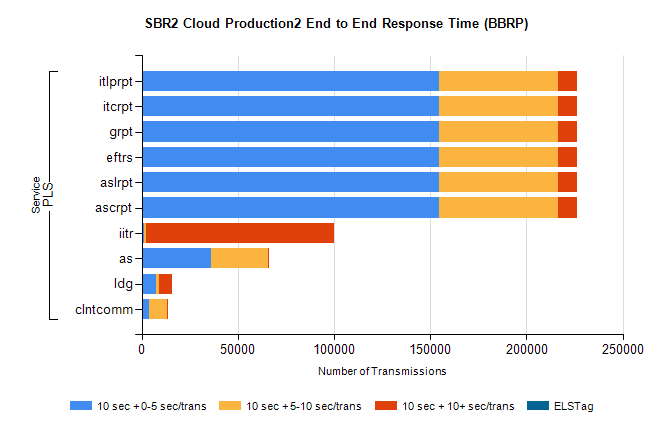 SBR2 Cloud Production2 End to End Response Time (BBRP)
itlprpt
itcrpt
grpt
eftrs
aslrpt
ascrpt
iitr
as
ldg
clntcomm
Service
PLS
0 50000 100000 150000 200000 250000
Number of Transmissions
10 sec +0-5 sec/trans 10 sec +5-10 sec/trans 10 sec + 10+ sec/trans ELSTag